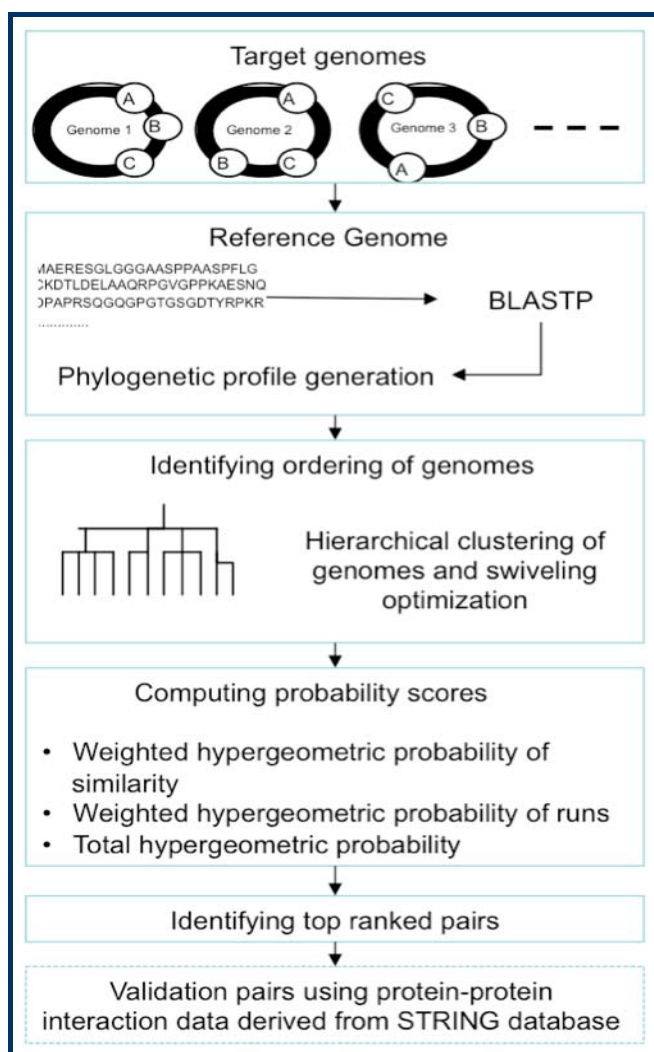 Target genomes
A
Genome 1
B
C
A
Genome 2
B
C
C
Genome 3
B
A
Reference Genome
MAERESGLGGGAASPPAASPFLG
CKDTLDELAAQRPGVGPPKAESNQ
DPAPRSQGQGPGTGSGDTYRPKR
..............
BLASTP
Phylogenetic profile generation
Identifying ordering of genomes
Hierarchical clustering of
genomes and swiveling
optimization
Computing probability scores
• Weighted hypergeometric probability of
similarity
• Weighted hypergeometric probability of runs
• Total hypergeometric probability
Identifying top ranked pairs
Validation pairs using protein-protein
interaction data derived from STRING database